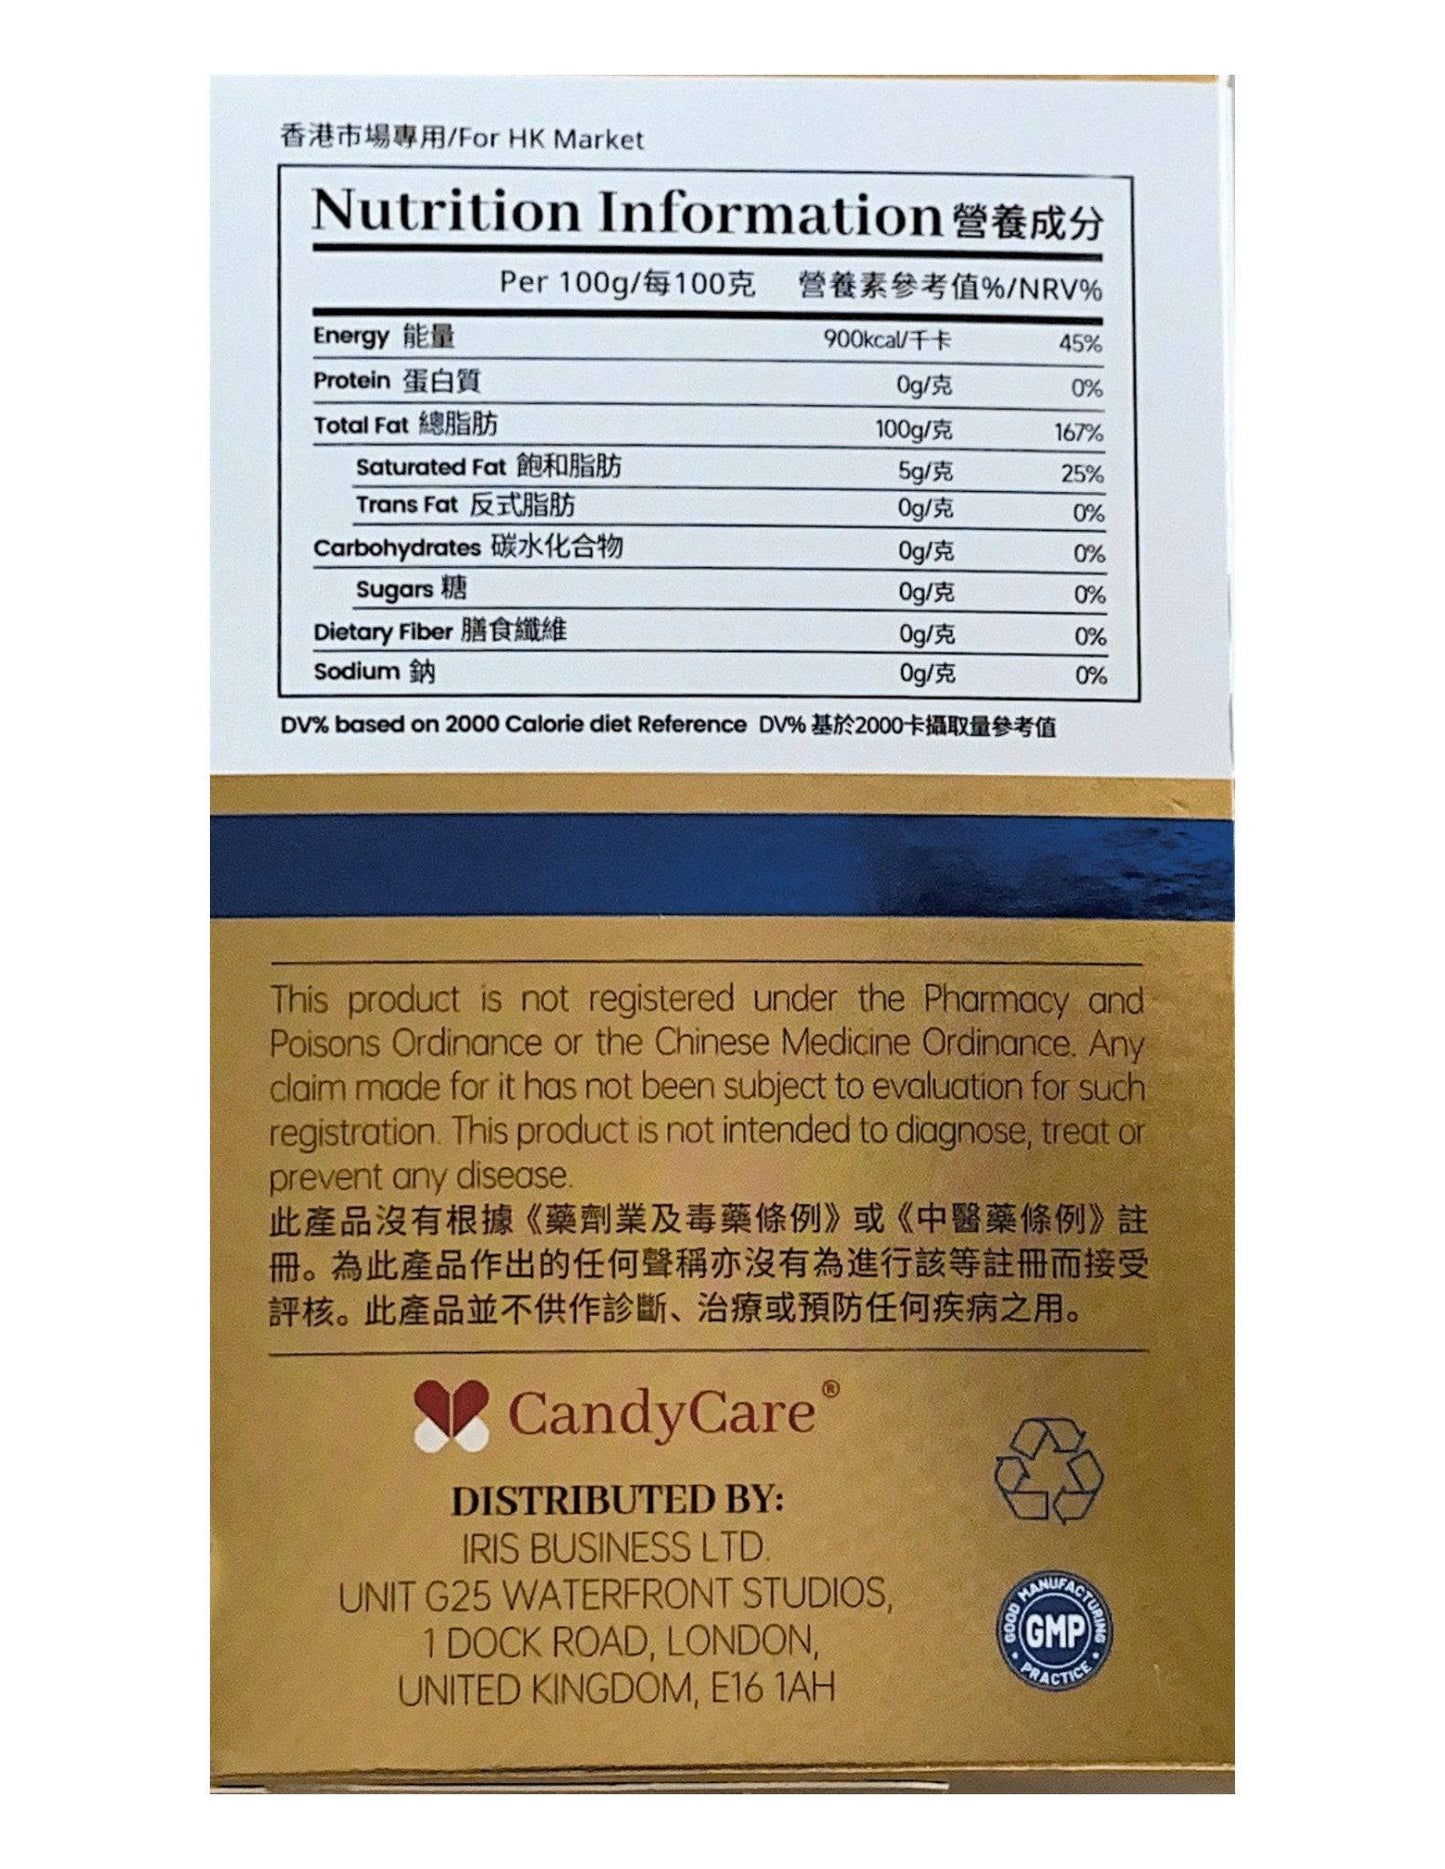 香港市場專用/For HK Market
Nutrition Information 營養成分
Per 100g/每100克 營養素參考值%/NRV%
Energy 能量 900kcal/千卡 45%
Protein 蛋白質 0g/克 0%
Total Fat 總脂肪 100g/克 167%
Saturated Fat 飽和脂肪 5g/克 25%
Trans Fat 反式脂肪 0g/克 0%
Carbohydrates 碳水化合物 0g/克 0%
Sugars 糖 0g/克 0%
Dietary Fiber 膳食纖維 0g/克 0%
Sodium 鈉 0g/克 0%
DV% based on 2000 Calorie diet Reference DV% 基於2000卡攝取量參考值
This product is not registered under the Pharmacy and
Poisons Ordinance or the Chinese Medicine Ordinance. Any
claim made for it has not been subject to evaluation for such
registration. This product is not intended to diagnose, treat or
prevent any disease.
此產品沒有根據《藥劑業及毒藥條例》或《中醫藥條例》註
冊。為此產品作出的任何聲稱亦沒有為進行該等註冊而接受
評核。此產品並不供作診斷、治療或預防任何疾病之用。
CandyCare®
DISTRIBUTED BY:
IRIS BUSINESS LTD.
UNIT G25 WATERFRONT STUDIOS,
1 DOCK ROAD, LONDON,
UNITED KINGDOM, E16 1AH
GOOD MANUFACTURING
GMP
PRACTICE